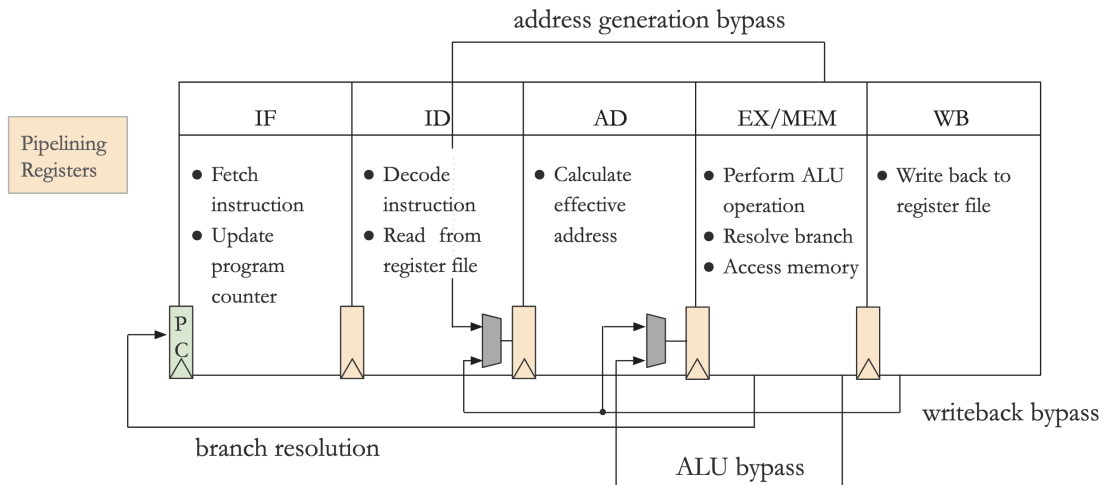 address generation bypass
Pipelining
Registers
IF
ID
AD
EX/MEM
WB
● Fetch
instruction
● Update
program
counter
● Decode
instruction
● Read from
register file
● Calculate
effective
address
● Perform ALU
operation
● Resolve branch
● Access memory
● Write back to
register file
P
C
writeback bypass
branch resolution
ALU bypass